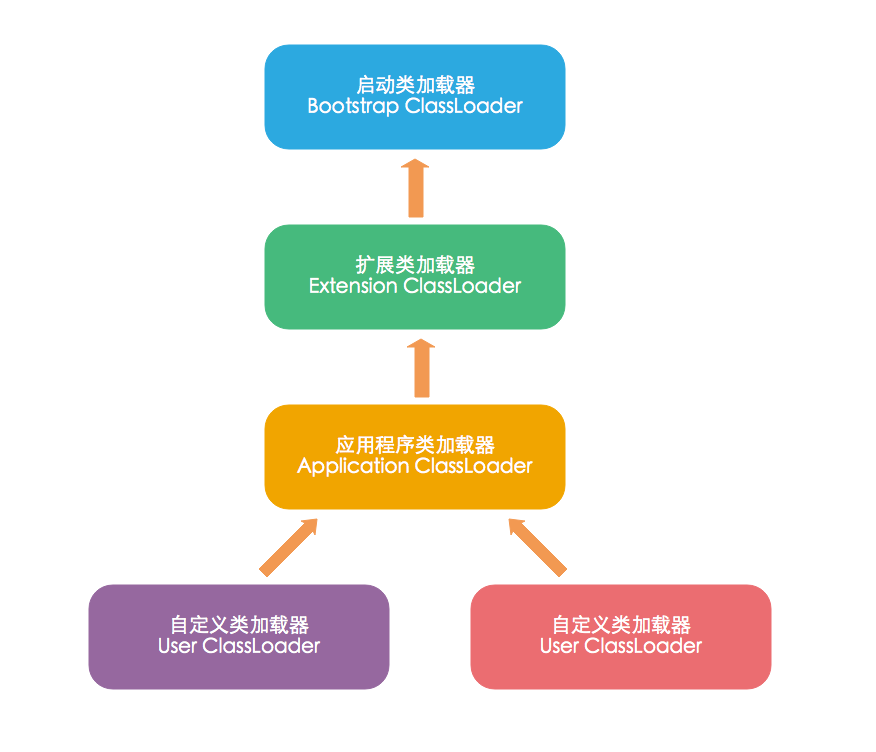 启动类加载器
Bootstrap ClassLoader
扩展类加载器
Extension ClassLoader
应用程序类加载器
Application ClassLoader
自定义类加载器
User ClassLoader
自定义类加载器
User ClassLoader